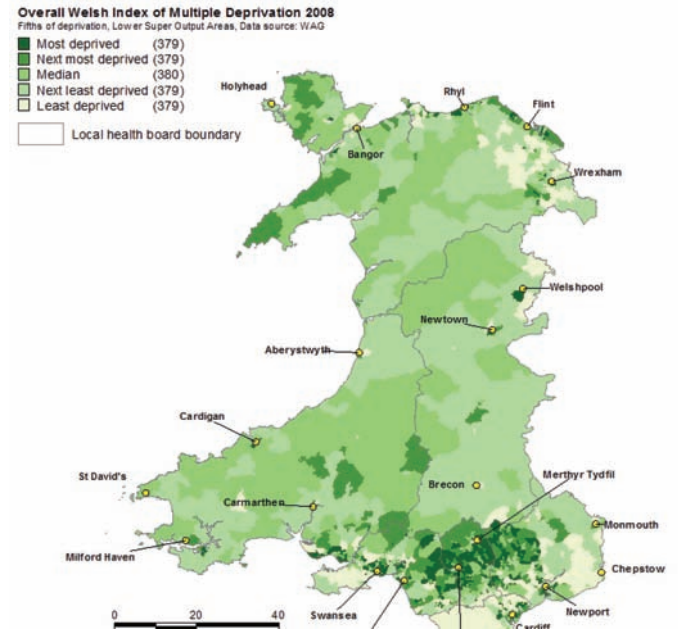 Overall Welsh Index of Multiple Deprivation 2008
Fifths of deprivation, Lower Super Output Areas, Data source: WAG
Most deprived (379)
Next most deprived (379)
Median (380)
Next least deprived (379)
Least deprived (379)
Local health board boundary
Holyhead
Rhyl
Flint
Bangor
Wrexham
Welshpool
Newtown
Aberystwyth
Cardigan
St David's
Brecon
Merthyr Tydfil
Carmarthen
Monmouth
Milford Haven
Chepstow
Swansea
Newport
Cardiff
0 20 40